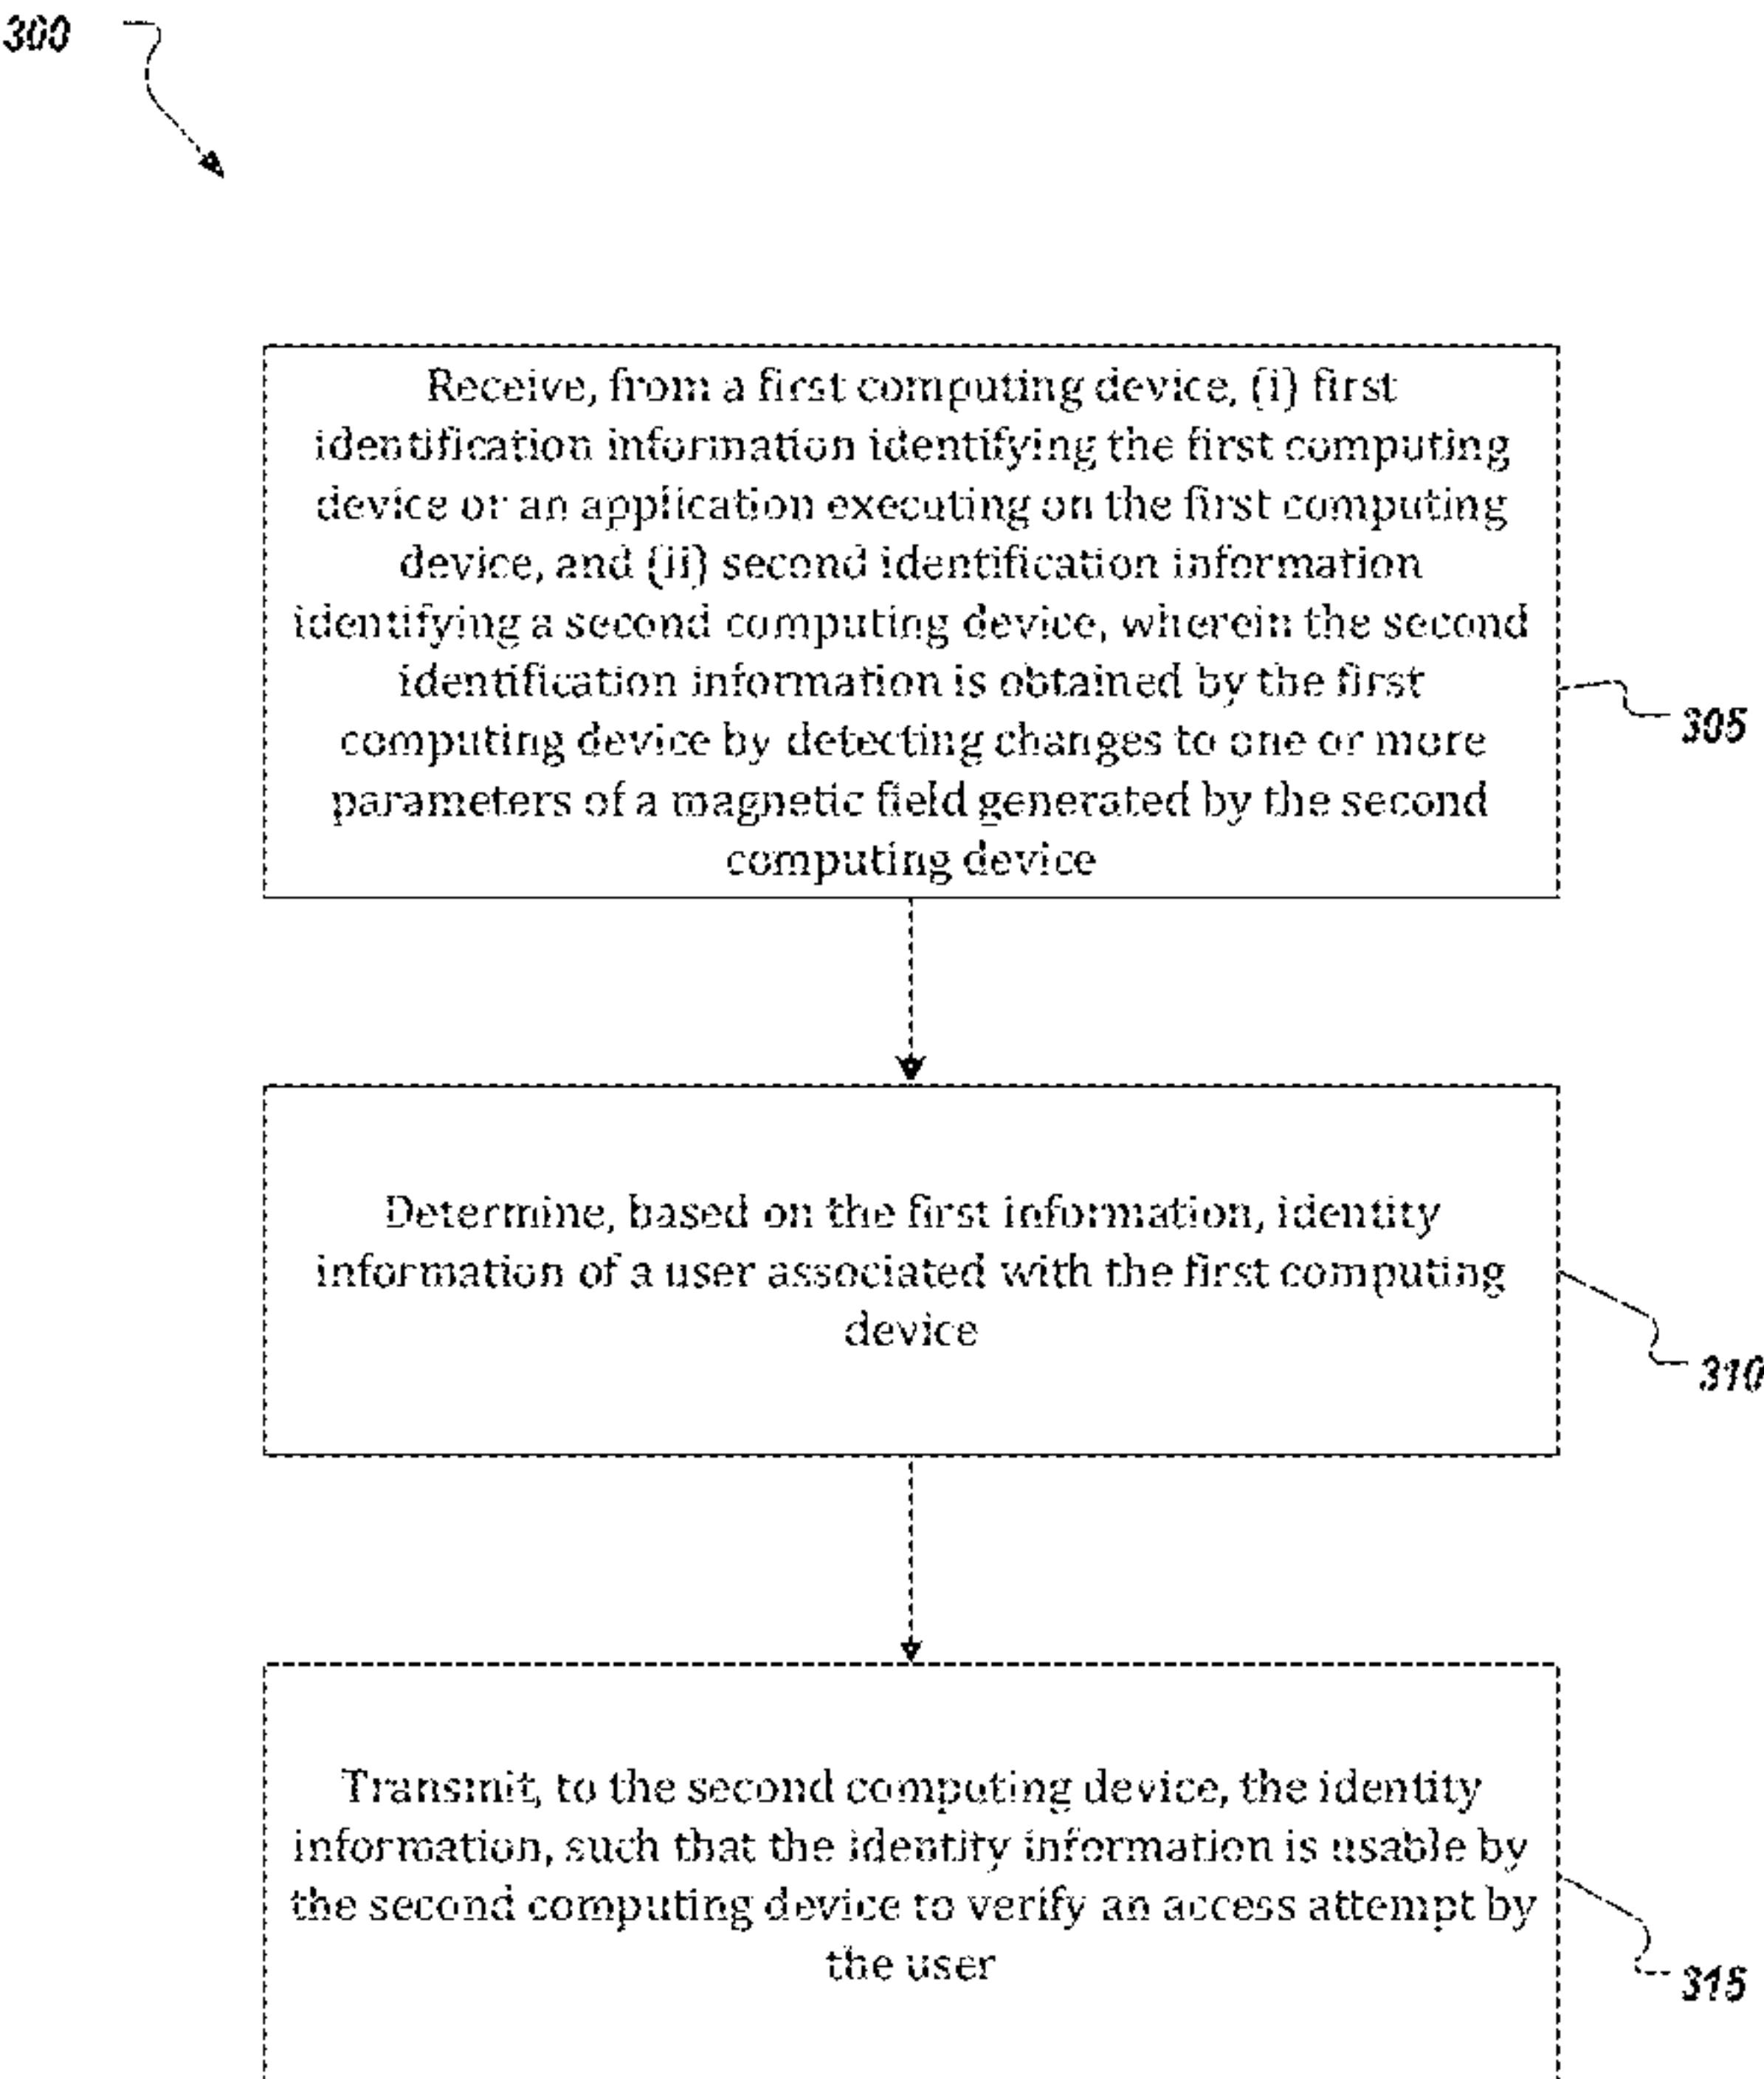 300
Receive, from a first computing device, (i) first
identification information identifying the first computing
device or an application executing on the first computing
device, and (ii) second identification information
identifying a second computing device, wherein the second
identification information is obtained by the first
computing device by detecting changes to one or more
parameters of a magnetic field generated by the second
computing device
305
Determine, based on the first information, identity
information of a user associated with the first computing
device
310
Transmit, to the second computing device, the identity
information, such that the identity information is usable by
the second computing device to verify an access attempt by
the user
315